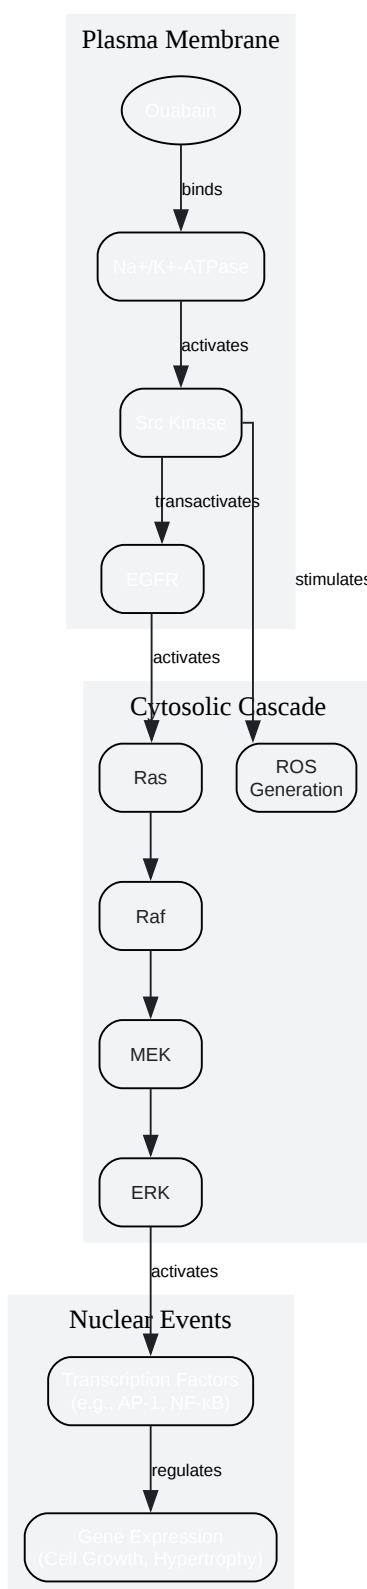 Plasma Membrane
Ouabain
binds
Na+/K+-ATPase
activates
Src Kinase
transactivates
EGFR
stimulates
activates
Cytosolic Cascade
Ras
ROS
Generation
Raf
MEK
ERK
activates
Nuclear Events
Transcription Factors
(e.g., AP-1, NF-κB)
regulates
Gene Expression
(Cell Growth, Hypertrophy)